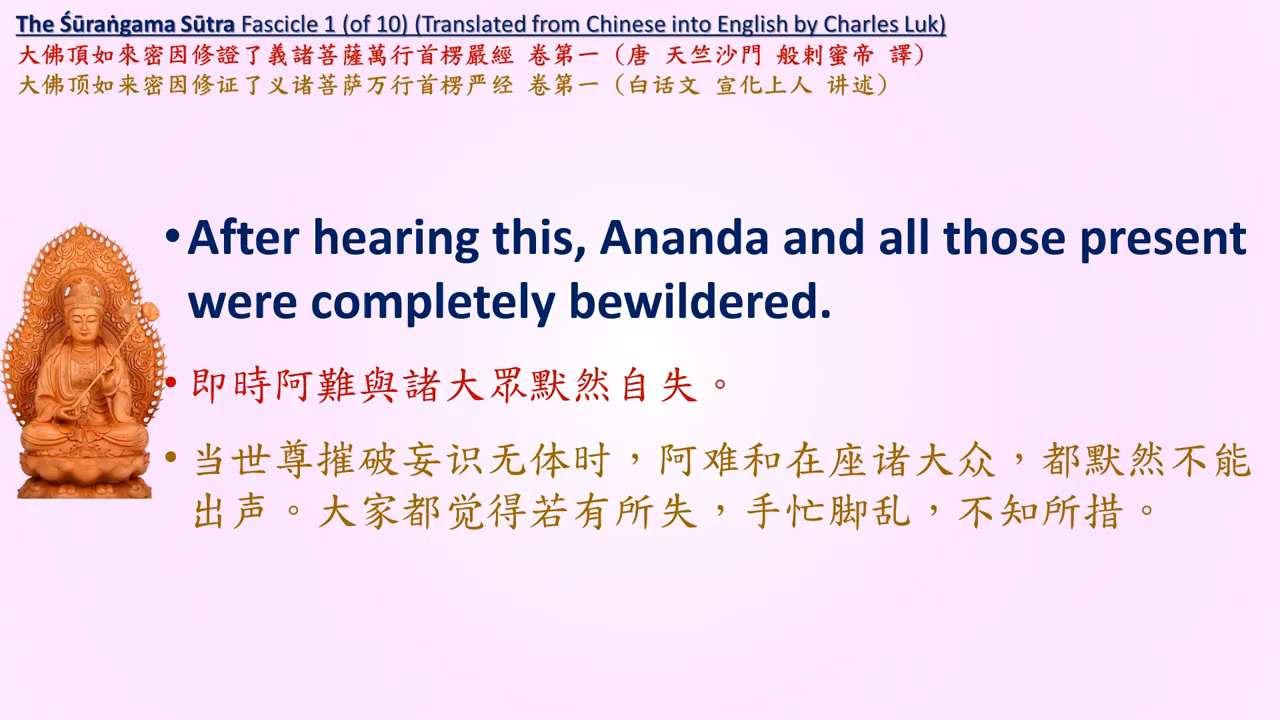 The Śūraṅgama Sūtra Fascicle 1 (of 10) (Translated from Chinese into English by Charles Luk)
大佛頂如來密因修證了義諸菩薩萬行首楞嚴經 卷第一（唐 天竺沙門 般剌蜜帝 譯）
大佛顶如来密因修证了义诸菩萨万行首楞严经 卷第一（白话文 宣化上人 讲述）
•After hearing this, Ananda and all those present
were completely bewildered.
•即時阿難與諸大眾默然自失。
•当世尊摧破妄识无体时，阿难和在座诸大众，都默然不能
出声。大家都觉得若有所失，手忙脚乱，不知所措。